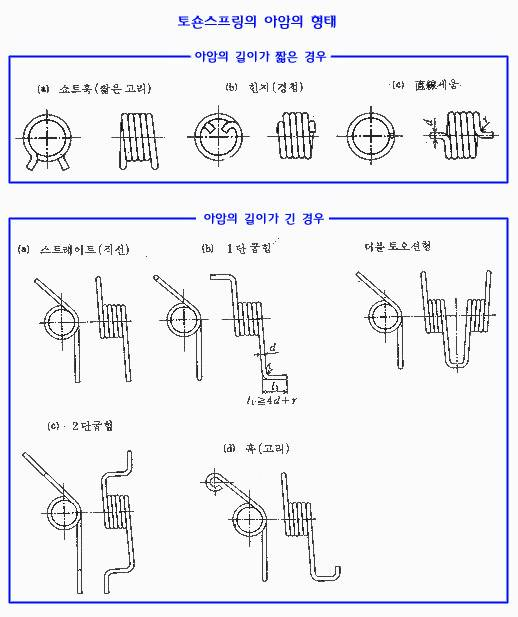 토숀스프링의 아암의 형태
아암의 길이가 짧은 경우
(a) 쇼트훅(짧은 고리)
(b) 힌지(경첩)
(c) 直線세움
d
r
아암의 길이가 긴 경우
(a) 스트레이트(직선)
(b) 1단굽힘
더블 토오션형
d
r
l₁
l₁≧4d+r
(c) · 2단굽힘
(d) 훅(고리)